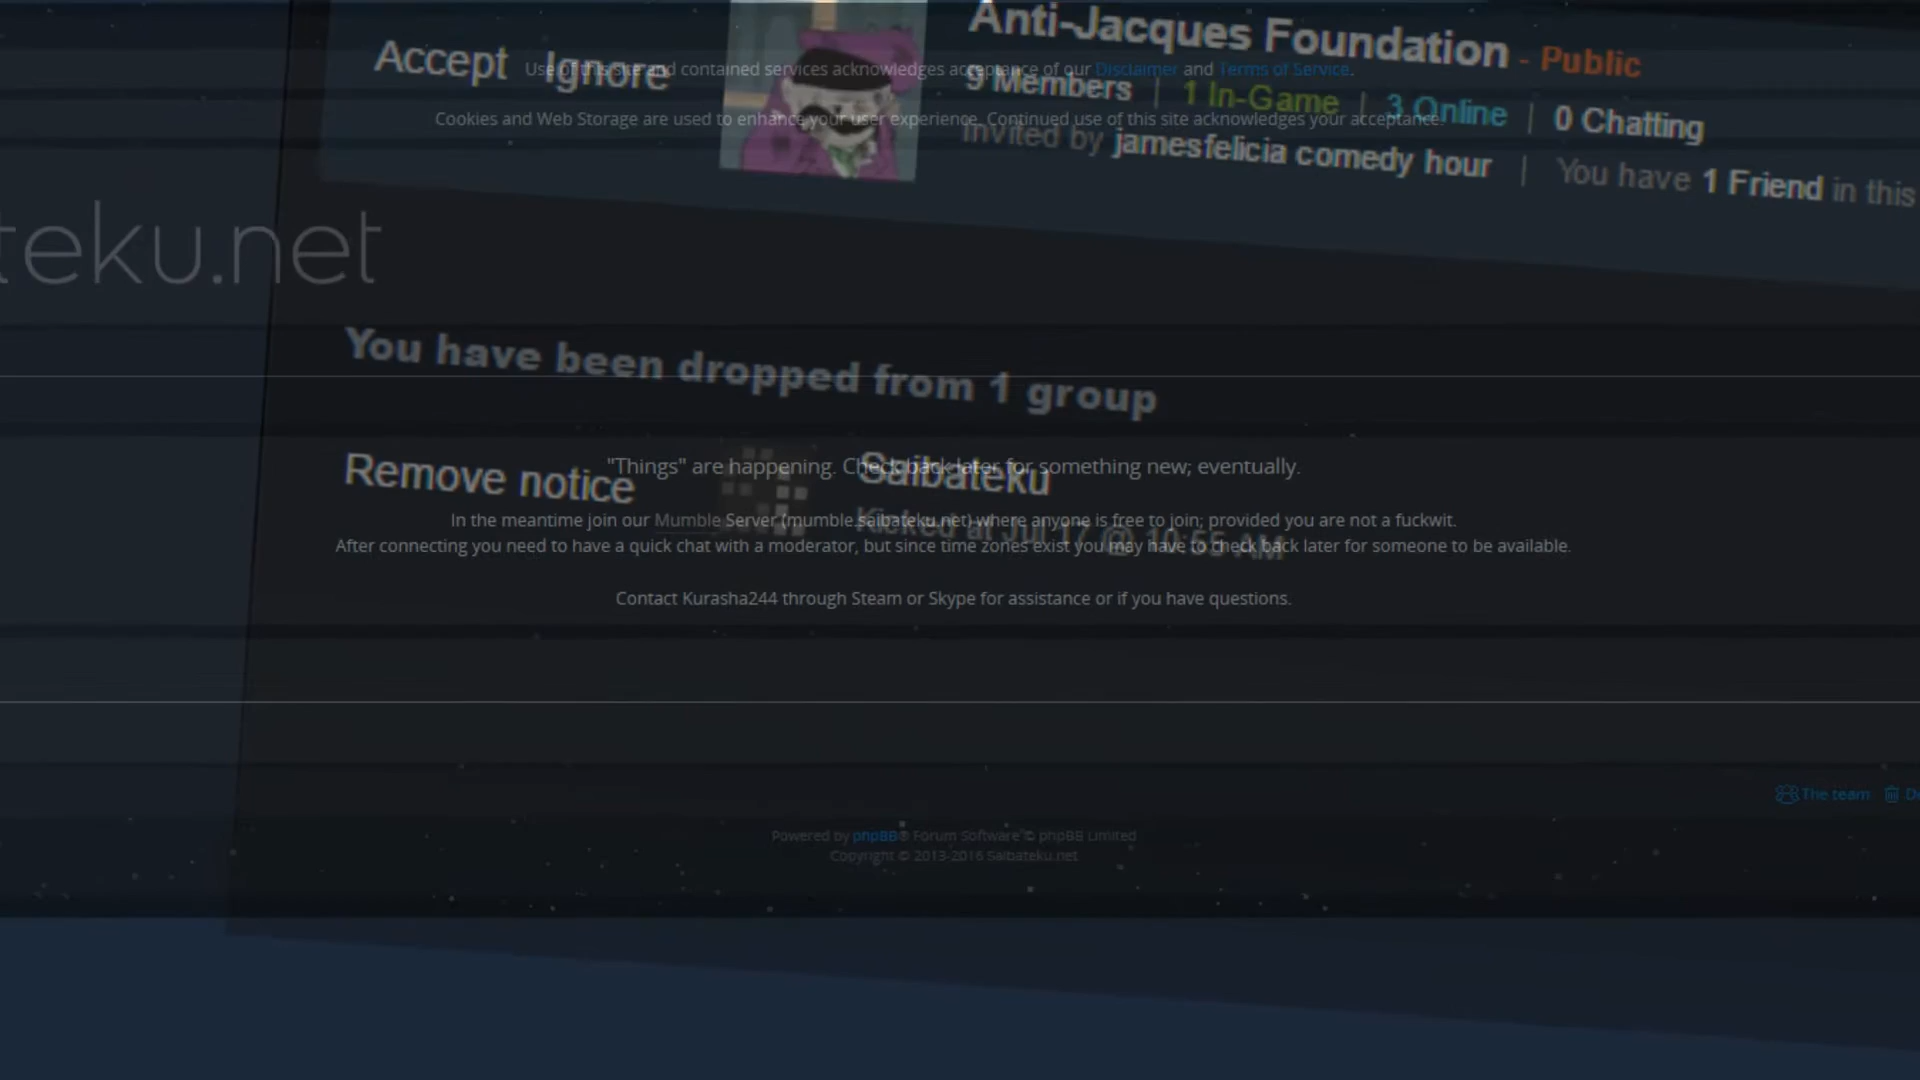 Anti-Jacques Foundation - Public
Accept Ignore
Use of this site and contained services acknowledges acceptance of our Disclaimer and Terms of Service.
9 Members | 1 In-Game | 3 Online | 0 Chatting
Cookies and Web Storage are used to enhance your user experience. Continued use of this site acknowledges your acceptance.
Invited by jamesfelicia comedy hour | You have 1 Friend in this
teku.net
You have been dropped from 1 group
"Things" are happening. Check back later for something new; eventually.
Remove notice Saibateku
Kicked at Jul 17 @ 10:55 AM
In the meantime join our Mumble Server (mumble.saibateku.net) where anyone is free to join; provided you are not a fuckwit.
After connecting you need to have a quick chat with a moderator, but since time zones exist you may have to check back later for someone to be available.
Contact Kurasha244 through Steam or Skype for assistance or if you have questions.
The team
Powered by phpBB® Forum Software © phpBB Limited
Copyright © 2013-2016 Saibateku.net